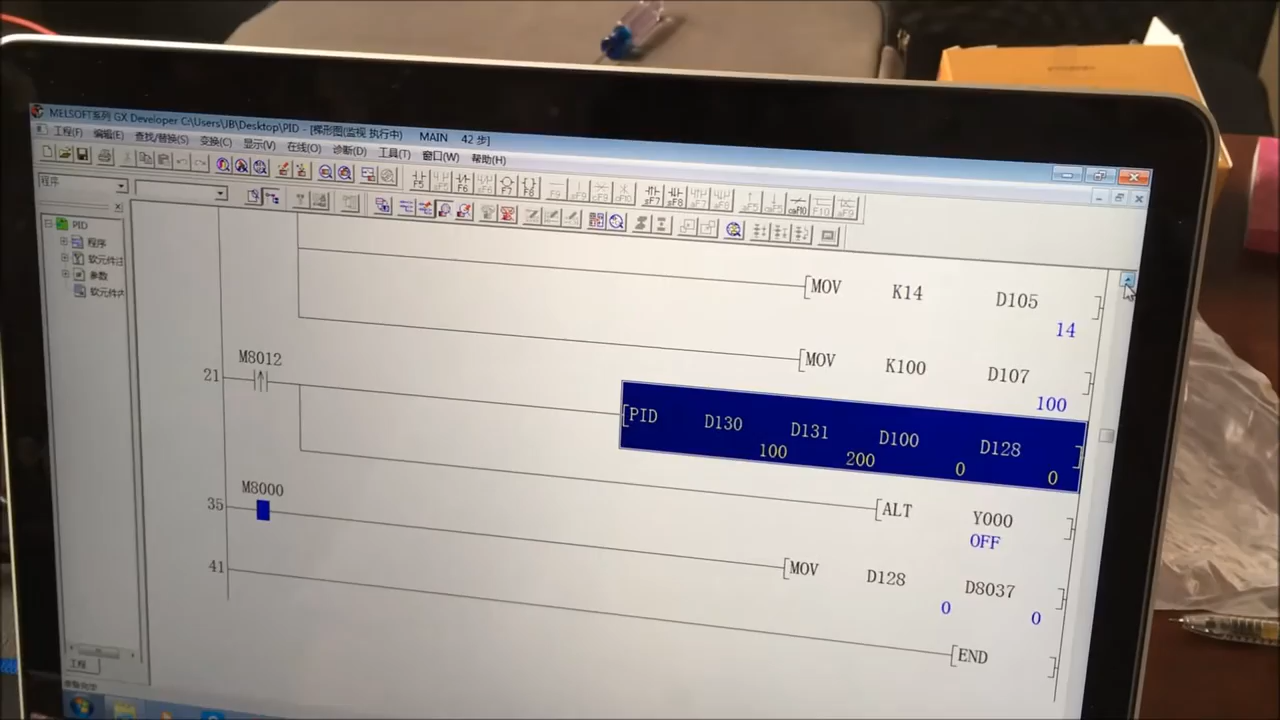 MELSOFT系列 GX Developer C:\Users\JB\Desktop\PID - [梯形图(监视 执行中) MAIN 42 步]
工程(F) 编辑(E) 查找/替换(S) 变换(C) 显示(V) 在线(O) 诊断(D) 工具(T) 窗口(W) 帮助(H)
程序
PID
程序
软元件注
参数
软元件内
MOV K14 D105
14
MOV K100 D107
100
M8012
21
PID D130 D131 D100 D128
100 200 0 0
ALT Y000
OFF
M8000
35
MOV D128 D8037
0 0
41
END
工程